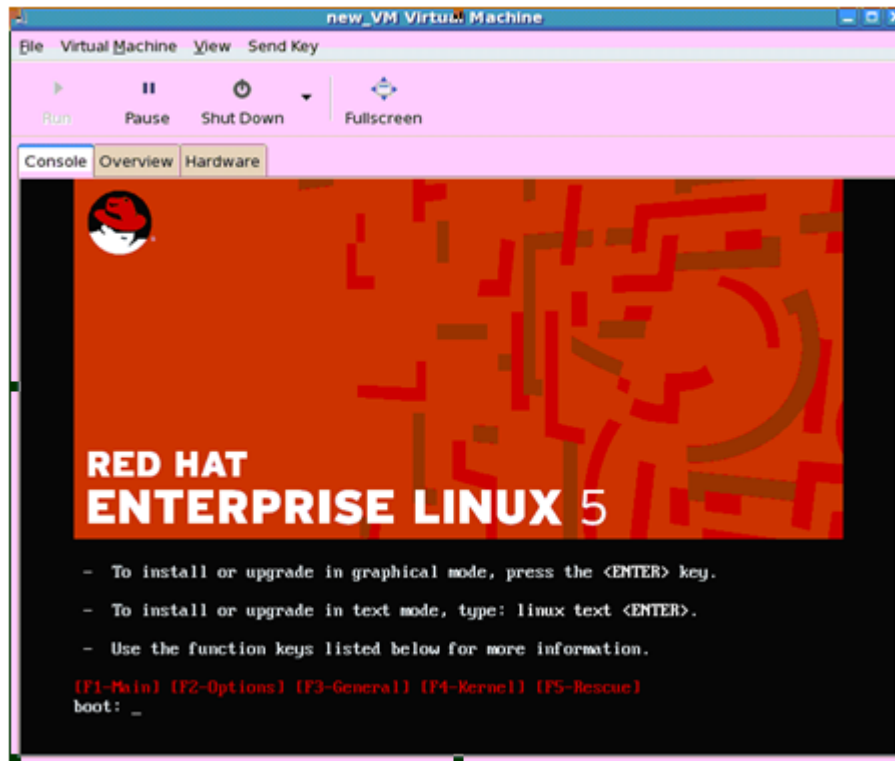 new_VM Virtual Machine
File Virtual Machine View Send Key
Run Pause Shut Down Fullscreen
Console Overview Hardware
RED HAT
ENTERPRISE LINUX 5
- To install or upgrade in graphical mode, press the <ENTER> key.
- To install or upgrade in text mode, type: linux text <ENTER>.
- Use the function keys listed below for more information.
[F1-Main] [F2-Options] [F3-General] [F4-Kernel] [F5-Rescue]
boot: _